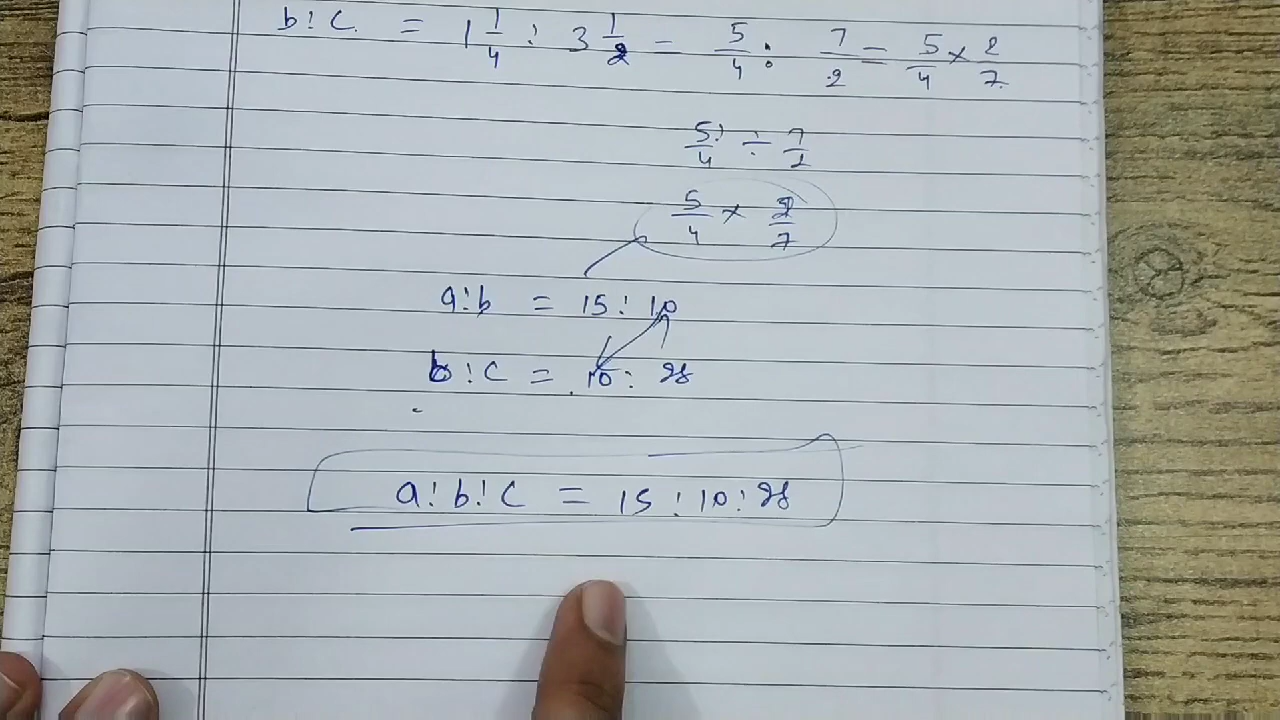 b:c = 1 1/4 : 3 1/2 = 5/4 : 7/2 = 5/4 × 2/7
5/4 ÷ 7/2
5/4 × 2/7
a:b = 15:10
b:c = 10:28
a:b:c = 15:10:28